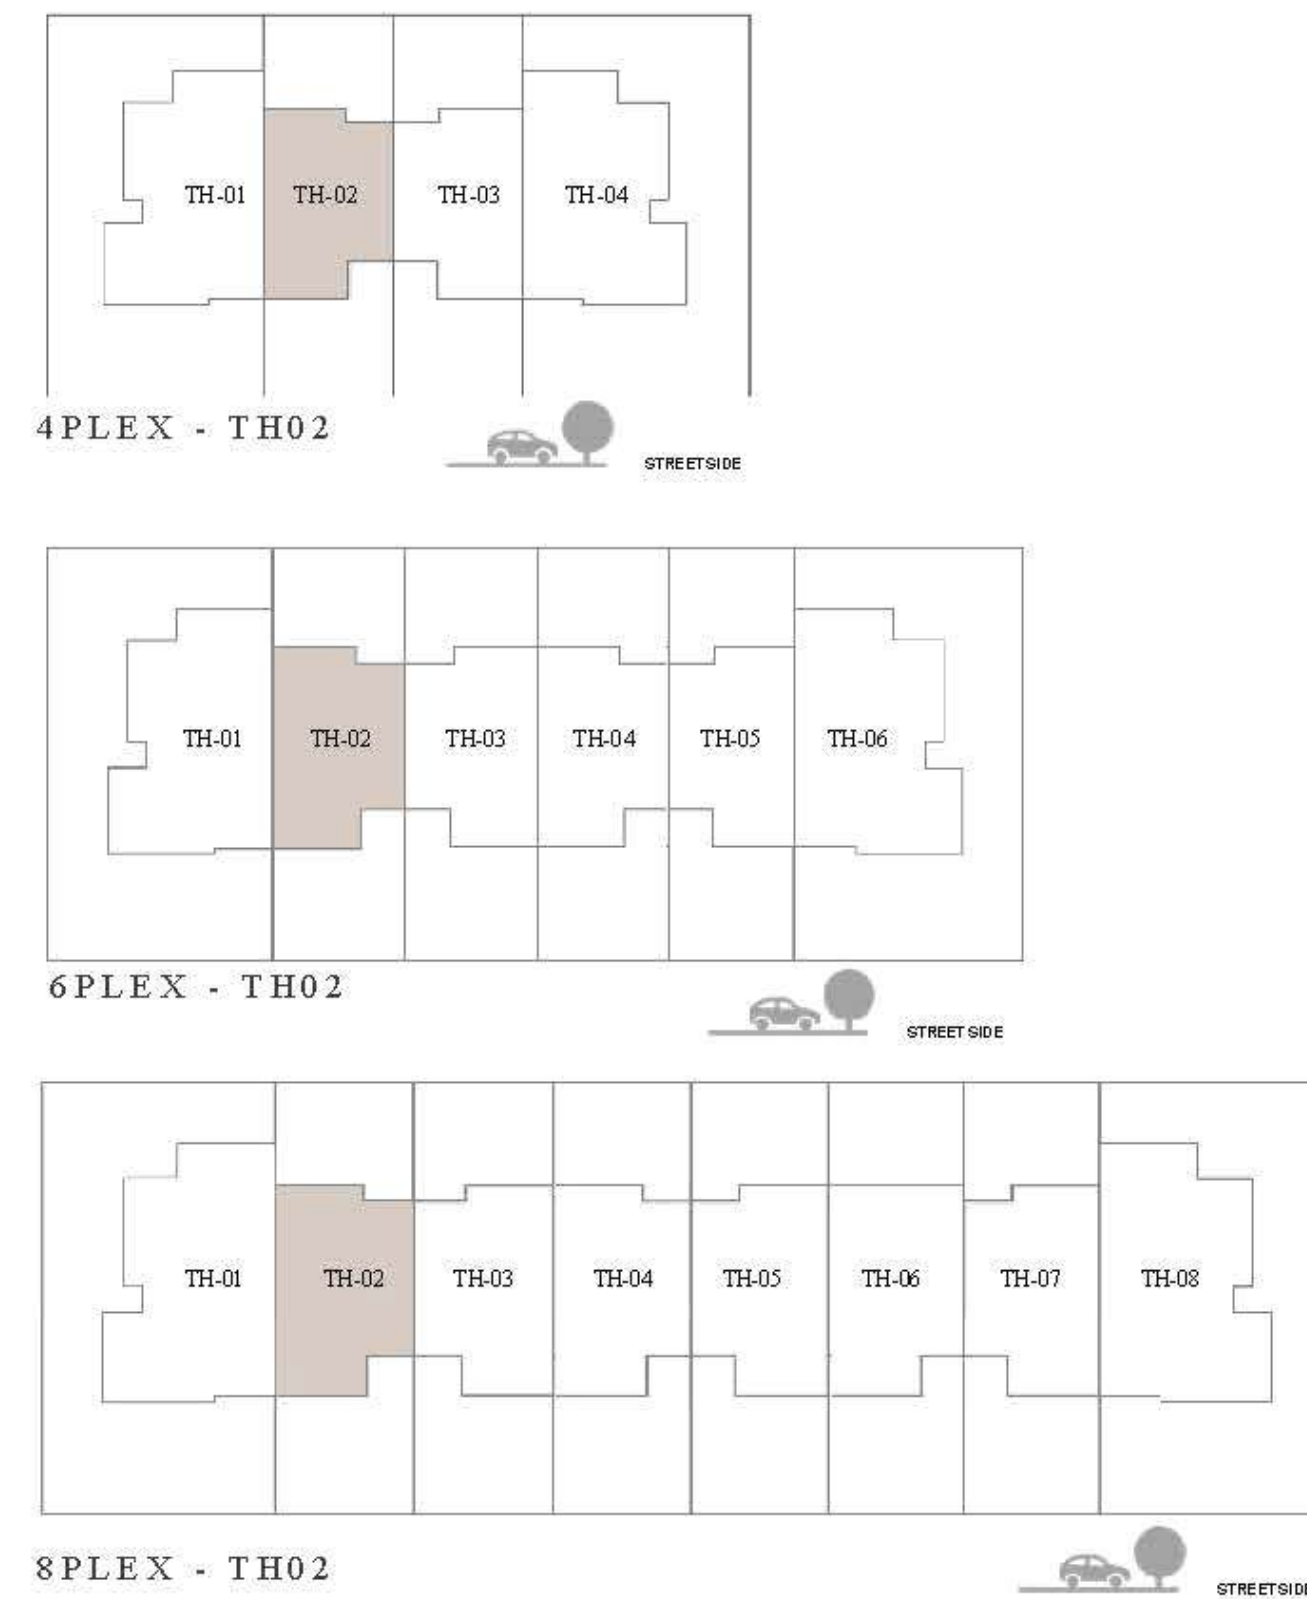 TH-01 TH-02 TH-03 TH-04
4PLEX - TH02
STREETSIDE
TH-01 TH-02 TH-03 TH-04 TH-05 TH-06
6PLEX - TH02
STREETSIDE
TH-01 TH-02 TH-03 TH-04 TH-05 TH-06 TH-07 TH-08
8PLEX - TH02
STREETSIDE